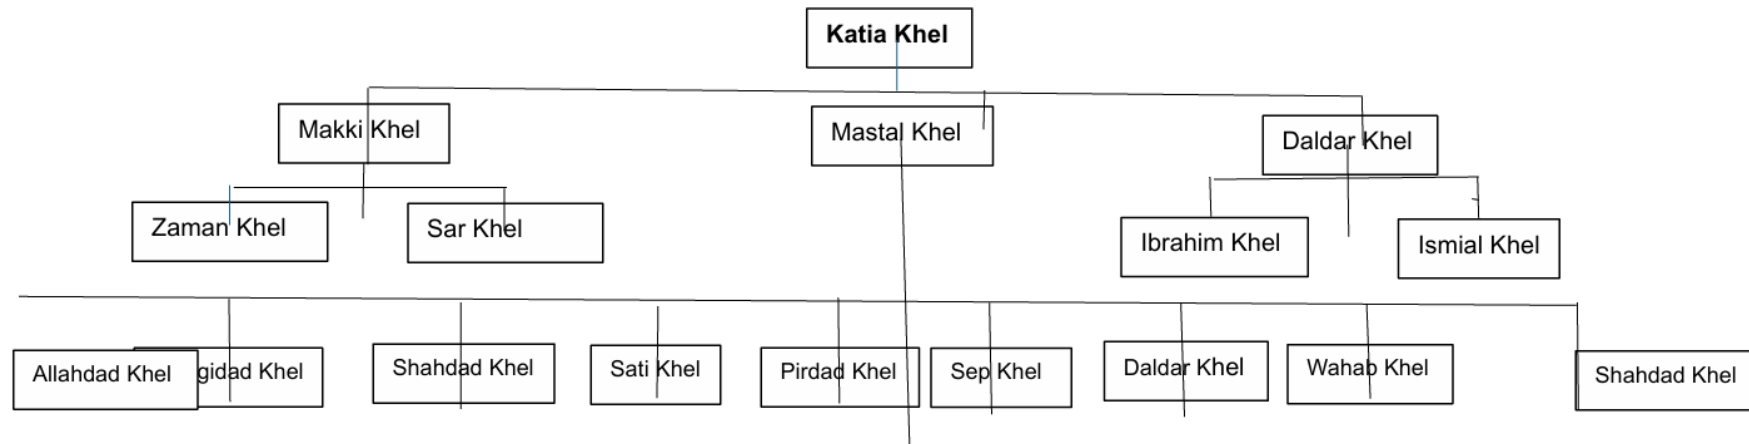 Katia Khel
Makki Khel
Mastal Khel
Daldar Khel
Zaman Khel
Sar Khel
Ibrahim Khel
Ismial Khel
Allahdad Khel
gidad Khel
Shahdad Khel
Sati Khel
Pirdad Khel
Sep Khel
Daldar Khel
Wahab Khel
Shahdad Khel